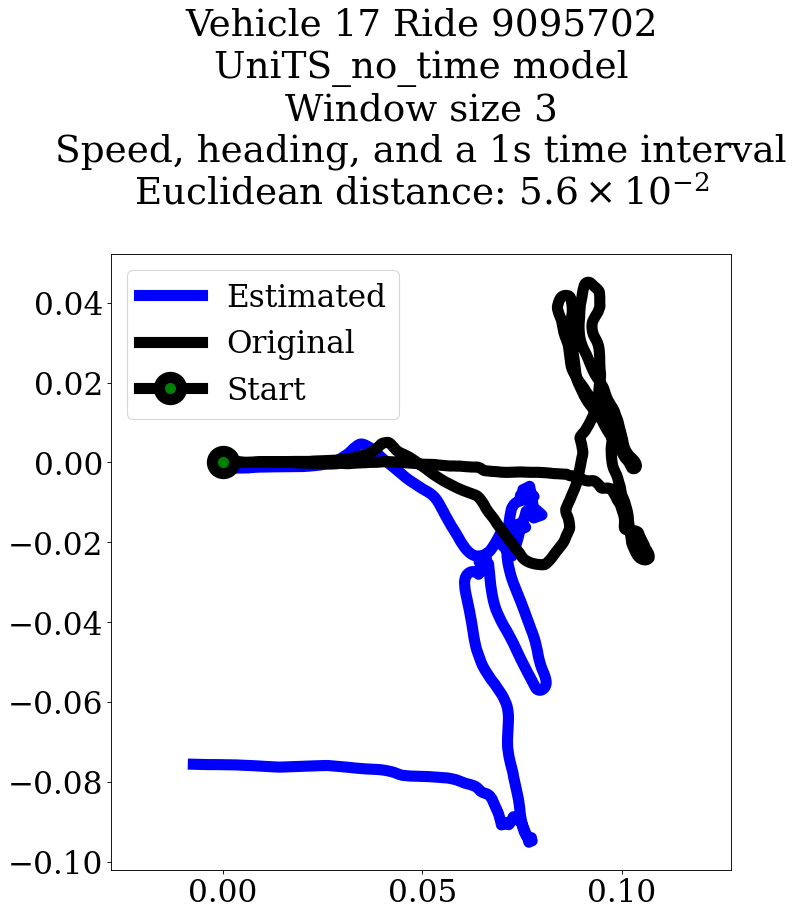 Vehicle 17 Ride 9095702
UniTS_no_time model
Window size 3
Speed, heading, and a 1s time interval
Euclidean distance: 5.6 × 10⁻²
Estimated
Original
Start
0.04
0.02
0.00
−0.02
−0.04
−0.06
−0.08
−0.10
0.00
0.05
0.10